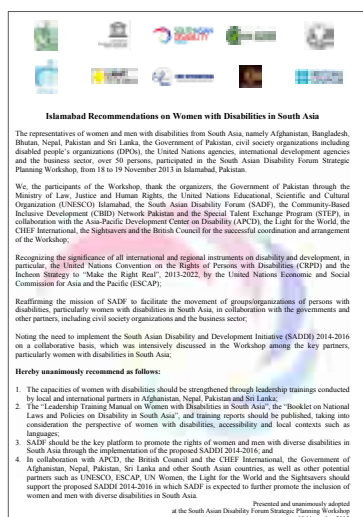 SOUTH ASIAN
DISABILITY
Islamabad Recommendations on Women with Disabilities in South Asia
The representatives of women and men with disabilities from South Asia, namely Afghanistan, Bangladesh,
Bhutan, Nepal, Pakistan and Sri Lanka, the Government of Pakistan, civil society organizations including
disabled people's organizations (DPOs), the United Nations agencies, international development agencies
and the business sector, over 50 persons, participated in the South Asian Disability Forum Strategic
Planning Workshop, from 18 to 19 November 2013 in Islamabad, Pakistan.
We, the participants of the Workshop, thank the organizers, the Government of Pakistan through the
Ministry of Law, Justice and Human Rights, the United Nations Educational, Scientific and Cultural
Organization (UNESCO) Islamabad, the South Asian Disability Forum (SADF), the Community-Based
Inclusive Development (CBID) Network Pakistan and the Special Talent Exchange Program (STEP), in
collaboration with the Asia-Pacific Development Center on Disability (APCD), the Light for the World, the
CHEF International, the Sightsavers and the British Council for the successful coordination and arrangement
of the Workshop;
Recognizing the significance of all international and regional instruments on disability and development, in
particular, the United Nations Convention on the Rights of Persons with Disabilities (CRPD) and the
Incheon Strategy to "Make the Right Real", 2013-2022, by the United Nations Economic and Social
Commission for Asia and the Pacific (ESCAP);
Reaffirming the mission of SADF to facilitate the movement of groups/organizations of persons with
disabilities, particularly women with disabilities in South Asia, in collaboration with the governments and
other partners, including civil society organizations and the business sector;
Noting the need to implement the South Asian Disability and Development Initiative (SADDI) 2014-2016
on a collaborative basis, which was intensively discussed in the Workshop among the key partners,
particularly women with disabilities in South Asia;
Hereby unanimously recommend as follows:
1. The capacities of women with disabilities should be strengthened through leadership trainings conducted
by local and international partners in Afghanistan, Nepal, Pakistan and Sri Lanka;
2. The "Leadership Training Manual on Women with Disabilities in South Asia", the "Booklet on National
Laws and Policies on Disability in South Asia", and training reports should be published, taking into
consideration the perspective of women with disabilities, accessibility and local contexts such as
languages;
3. SADF should be the key platform to promote the rights of women and men with diverse disabilities in
South Asia through the implementation of the proposed SADDI 2014-2016; and
4. In collaboration with APCD, the British Council and the CHEF International, the Government of
Afghanistan, Nepal, Pakistan, Sri Lanka and other South Asian countries, as well as other potential
partners such as UNESCO, ESCAP, UN Women, the Light for the World and the Sightsavers should
support the proposed SADDI 2014-2016 in which SADF is expected to further promote the inclusion of
women and men with diverse disabilities in South Asia.
Presented and unanimously adopted
at the South Asian Disability Forum Strategic Planning Workshop